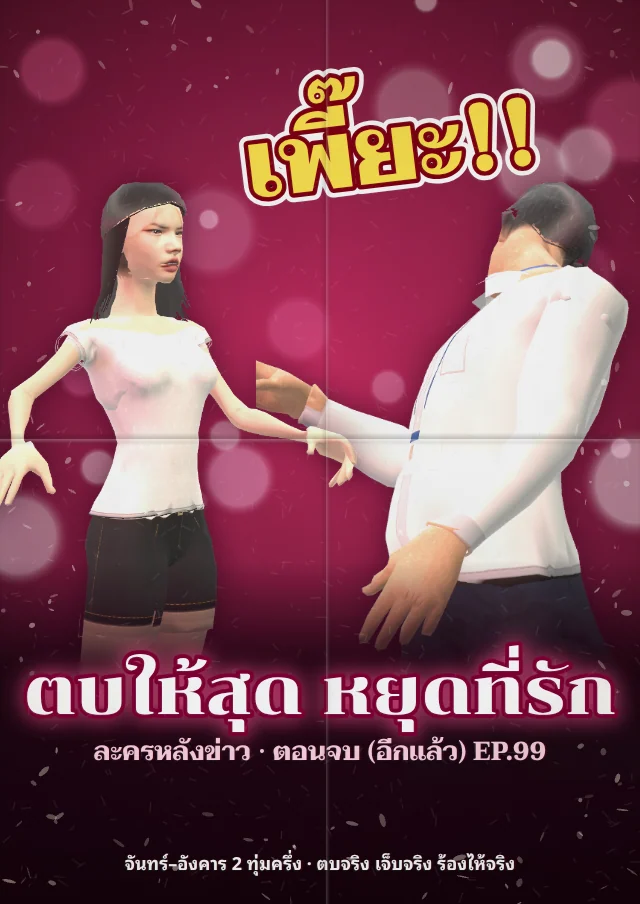 เพี๊ยะ!!
ตบให้สุด หยุดที่รัก
ละครหลังข่าว · ตอนจบ (อีกแล้ว) EP.99
จันทร์-อังคาร 2 ทุ่มครึ่ง · ตบจริง เจ็บจริง ร้องไห้จริง